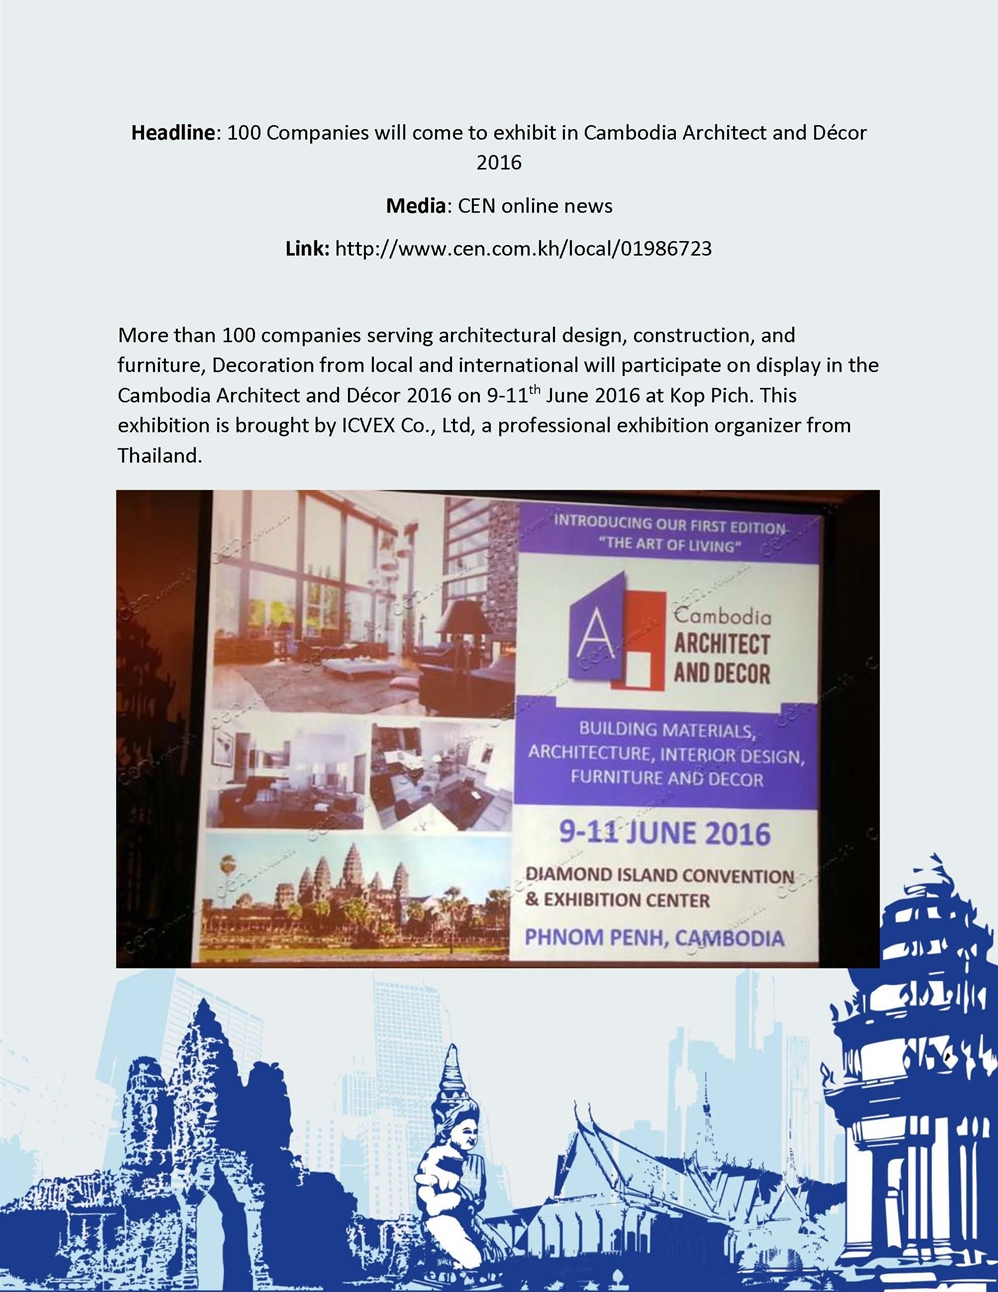 Headline: 100 Companies will come to exhibit in Cambodia Architect and Décor
2016
Media: CEN online news
Link: http://www.cen.com.kh/local/01986723
More than 100 companies serving architectural design, construction, and
furniture, Decoration from local and international will participate on display in the
Cambodia Architect and Décor 2016 on 9-11th June 2016 at Kop Pich. This
exhibition is brought by ICVEX Co., Ltd, a professional exhibition organizer from
Thailand.
INTRODUCING OUR FIRST EDITION
"THE ART OF LIVING"
A
Cambodia
ARCHITECT
AND DECOR
BUILDING MATERIALS,
ARCHITECTURE, INTERIOR DESIGN,
FURNITURE AND DECOR
9-11 JUNE 2016
DIAMOND ISLAND CONVENTION
& EXHIBITION CENTER
PHNOM PENH, CAMBODIA